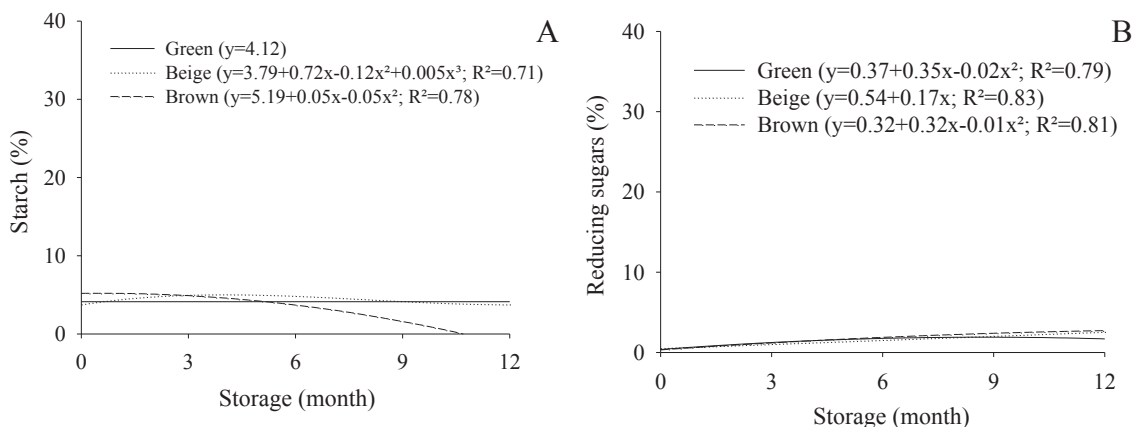 A
40
30
20
10
0
Starch (%)
Green (y=4.12)
Beige (y=3.79+0.72x-0.12x²+0.005x³; R²=0.71)
Brown (y=5.19+0.05x-0.05x²; R²=0.78)
0 3 6 9 12
Storage (month)
B
40
30
20
10
0
Reducing sugars (%)
Green (y=0.37+0.35x-0.02x²; R²=0.79)
Beige (y=0.54+0.17x; R²=0.83)
Brown (y=0.32+0.32x-0.01x²; R²=0.81)
0 3 6 9 12
Storage (month)